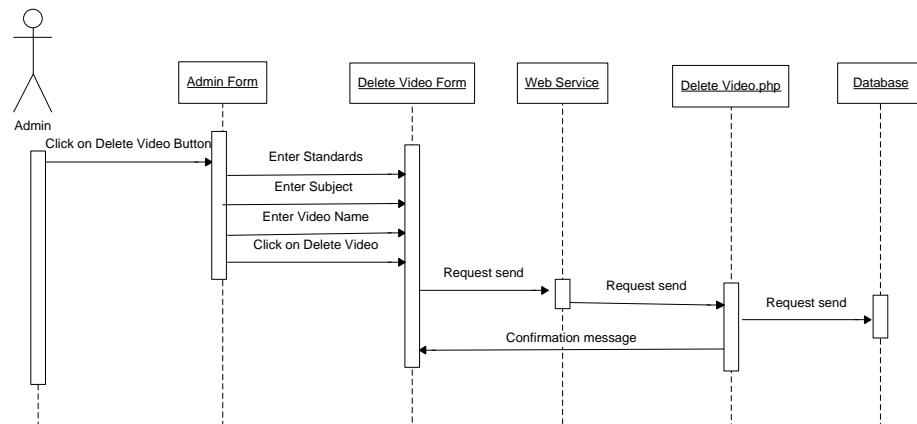 Admin Form
Delete Video Form
Web Service
Delete Video.php
Database
Admin
Click on Delete Video Button
Enter Standards
Enter Subject
Enter Video Name
Click on Delete Video
Request send
Request send
Request send
Confirmation message